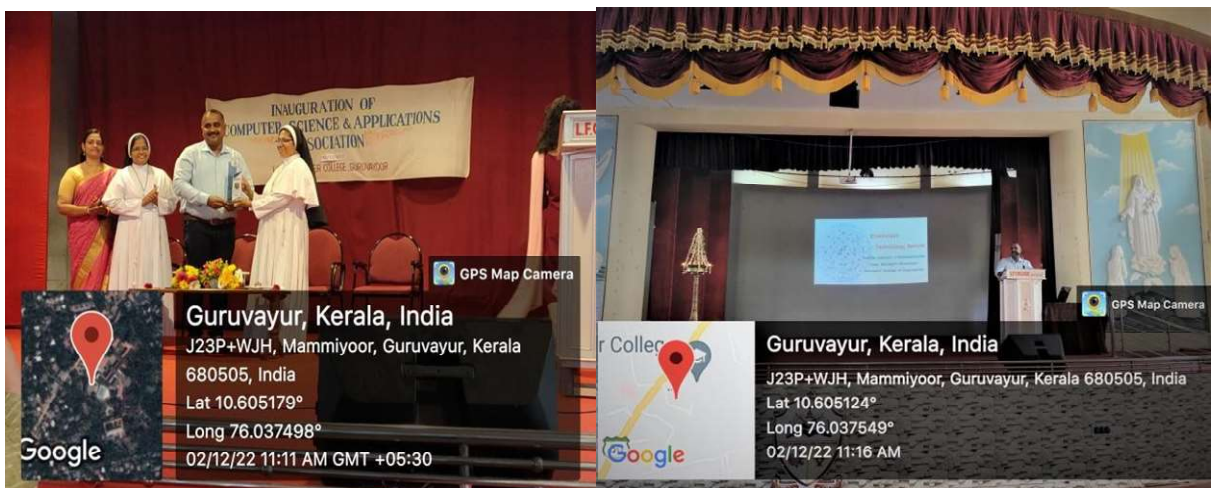 INAUGURATION OF
COMPUTER SCIENCE & APPLICATIONS
ASSOCIATION
COLLEGE GURUVAYOOR
L.F.C
GPS Map Camera
Guruvayur, Kerala, India
J23P+WJH, Mammiyoor, Guruvayur, Kerala
680505, India
Lat 10.605179°
Long 76.037498°
02/12/22 11:11 AM GMT +05:30
Google
GPS Map Camera
r Colleg
Guruvayur, Kerala, India
J23P+WJH, Mammiyoor, Guruvayur, Kerala 680505, India
Lat 10.605124°
Long 76.037549°
02/12/22 11:16 AM
Google